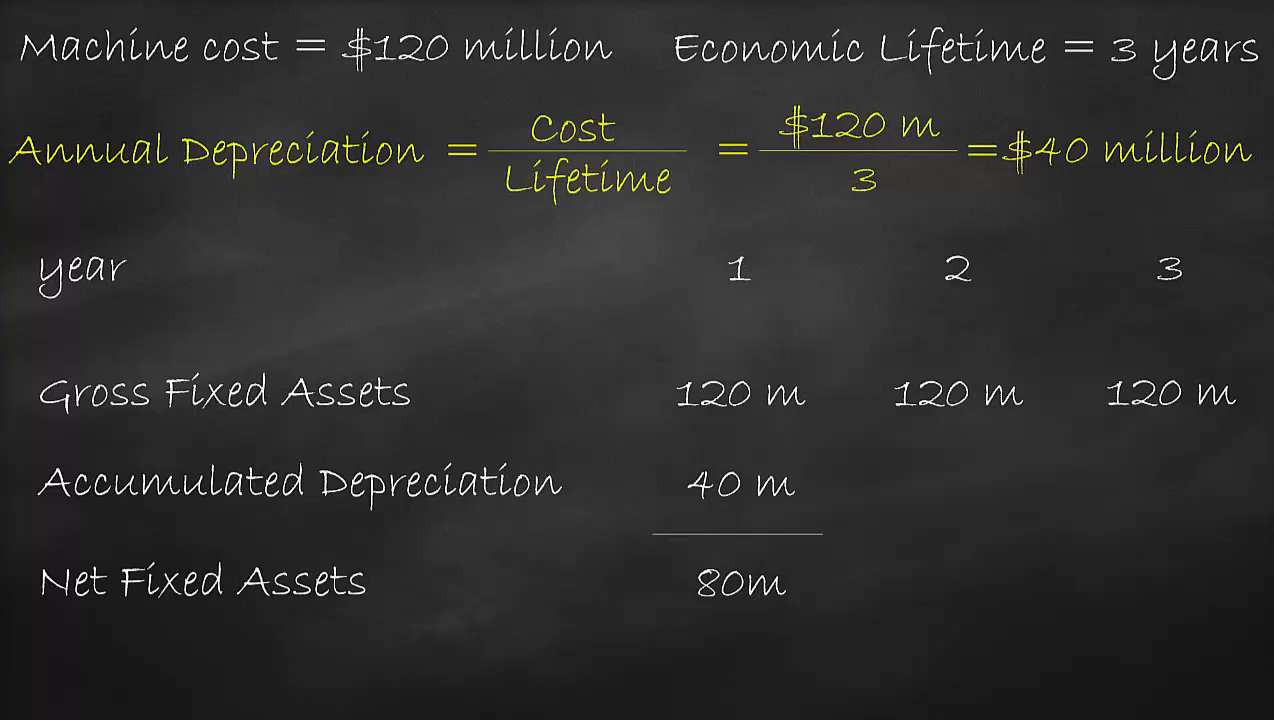 Machine cost = $120 million Economic Lifetime = 3 years
Annual Depreciation = Cost / Lifetime = $120 m / 3 = $40 million
year 1 2 3
Gross Fixed Assets 120 m 120 m 120 m
Accumulated Depreciation 40 m
Net Fixed Assets 80m